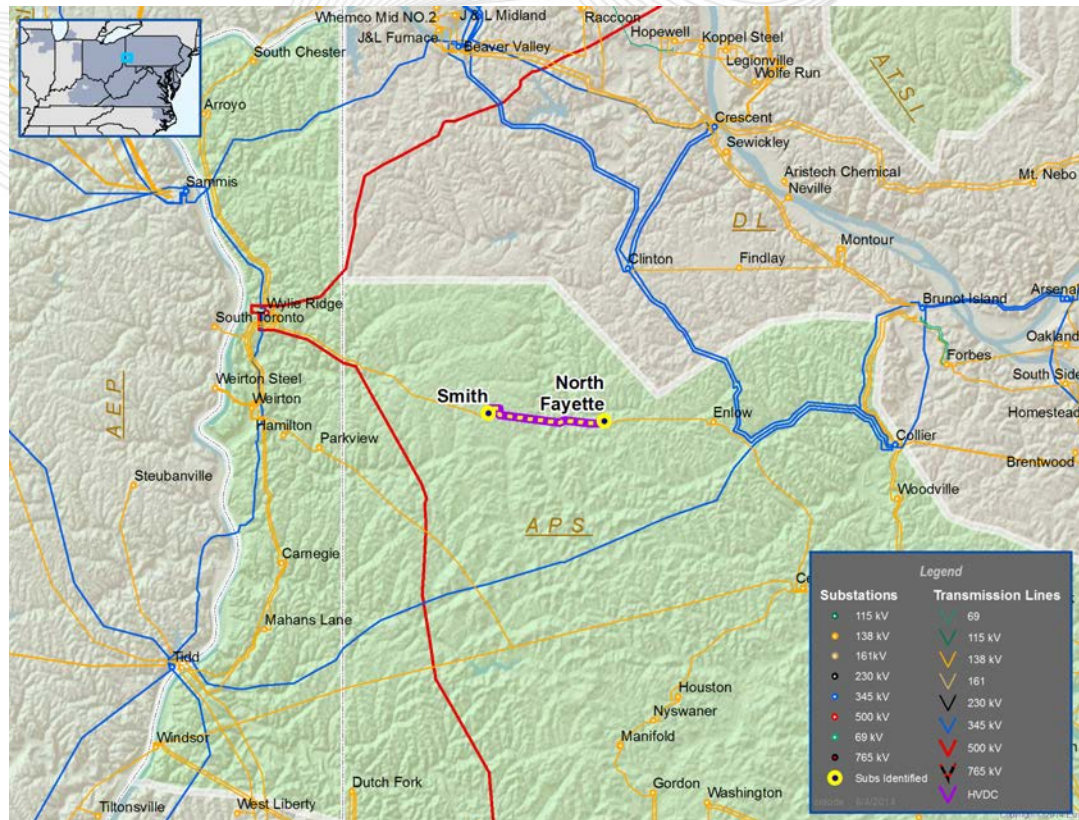 Whemco Mid NO.2
J & L Midland
J&L Furnace
Beaver Valley
Raccoon
Hopewell
Koppel Steel
Legionville
Wolfe Run
South Chester
Arroyo
ATSI
Crescent
Sewickley
Aristech Chemical
Neville
Mt. Nebo
Sammis
DL
Montour
Clinton
Findlay
Wylie Ridge
South Toronto
Brunot Island
Arsenal
Forbes
Oakland
South Side
Weirton Steel
Weirton
Hamilton
Parkview
Smith
North
Fayette
Enlow
Homestead
Collier
Brentwood
AEP
Steubanville
Woodville
APS
Carnegie
Mahans Lane
Tidd
Houston
Nyswaner
Manifold
Windsor
Dutch Fork
Gordon
Washington
Tiltonsville
West Liberty
Legend
Substations
115 kV
138 kV
161kV
230 kV
345 kV
500 kV
69 kV
765 kV
Subs Identified
Transmission Lines
69
115 kV
138 kV
161
230 kV
345 kV
500 kV
765 kV
HVDC